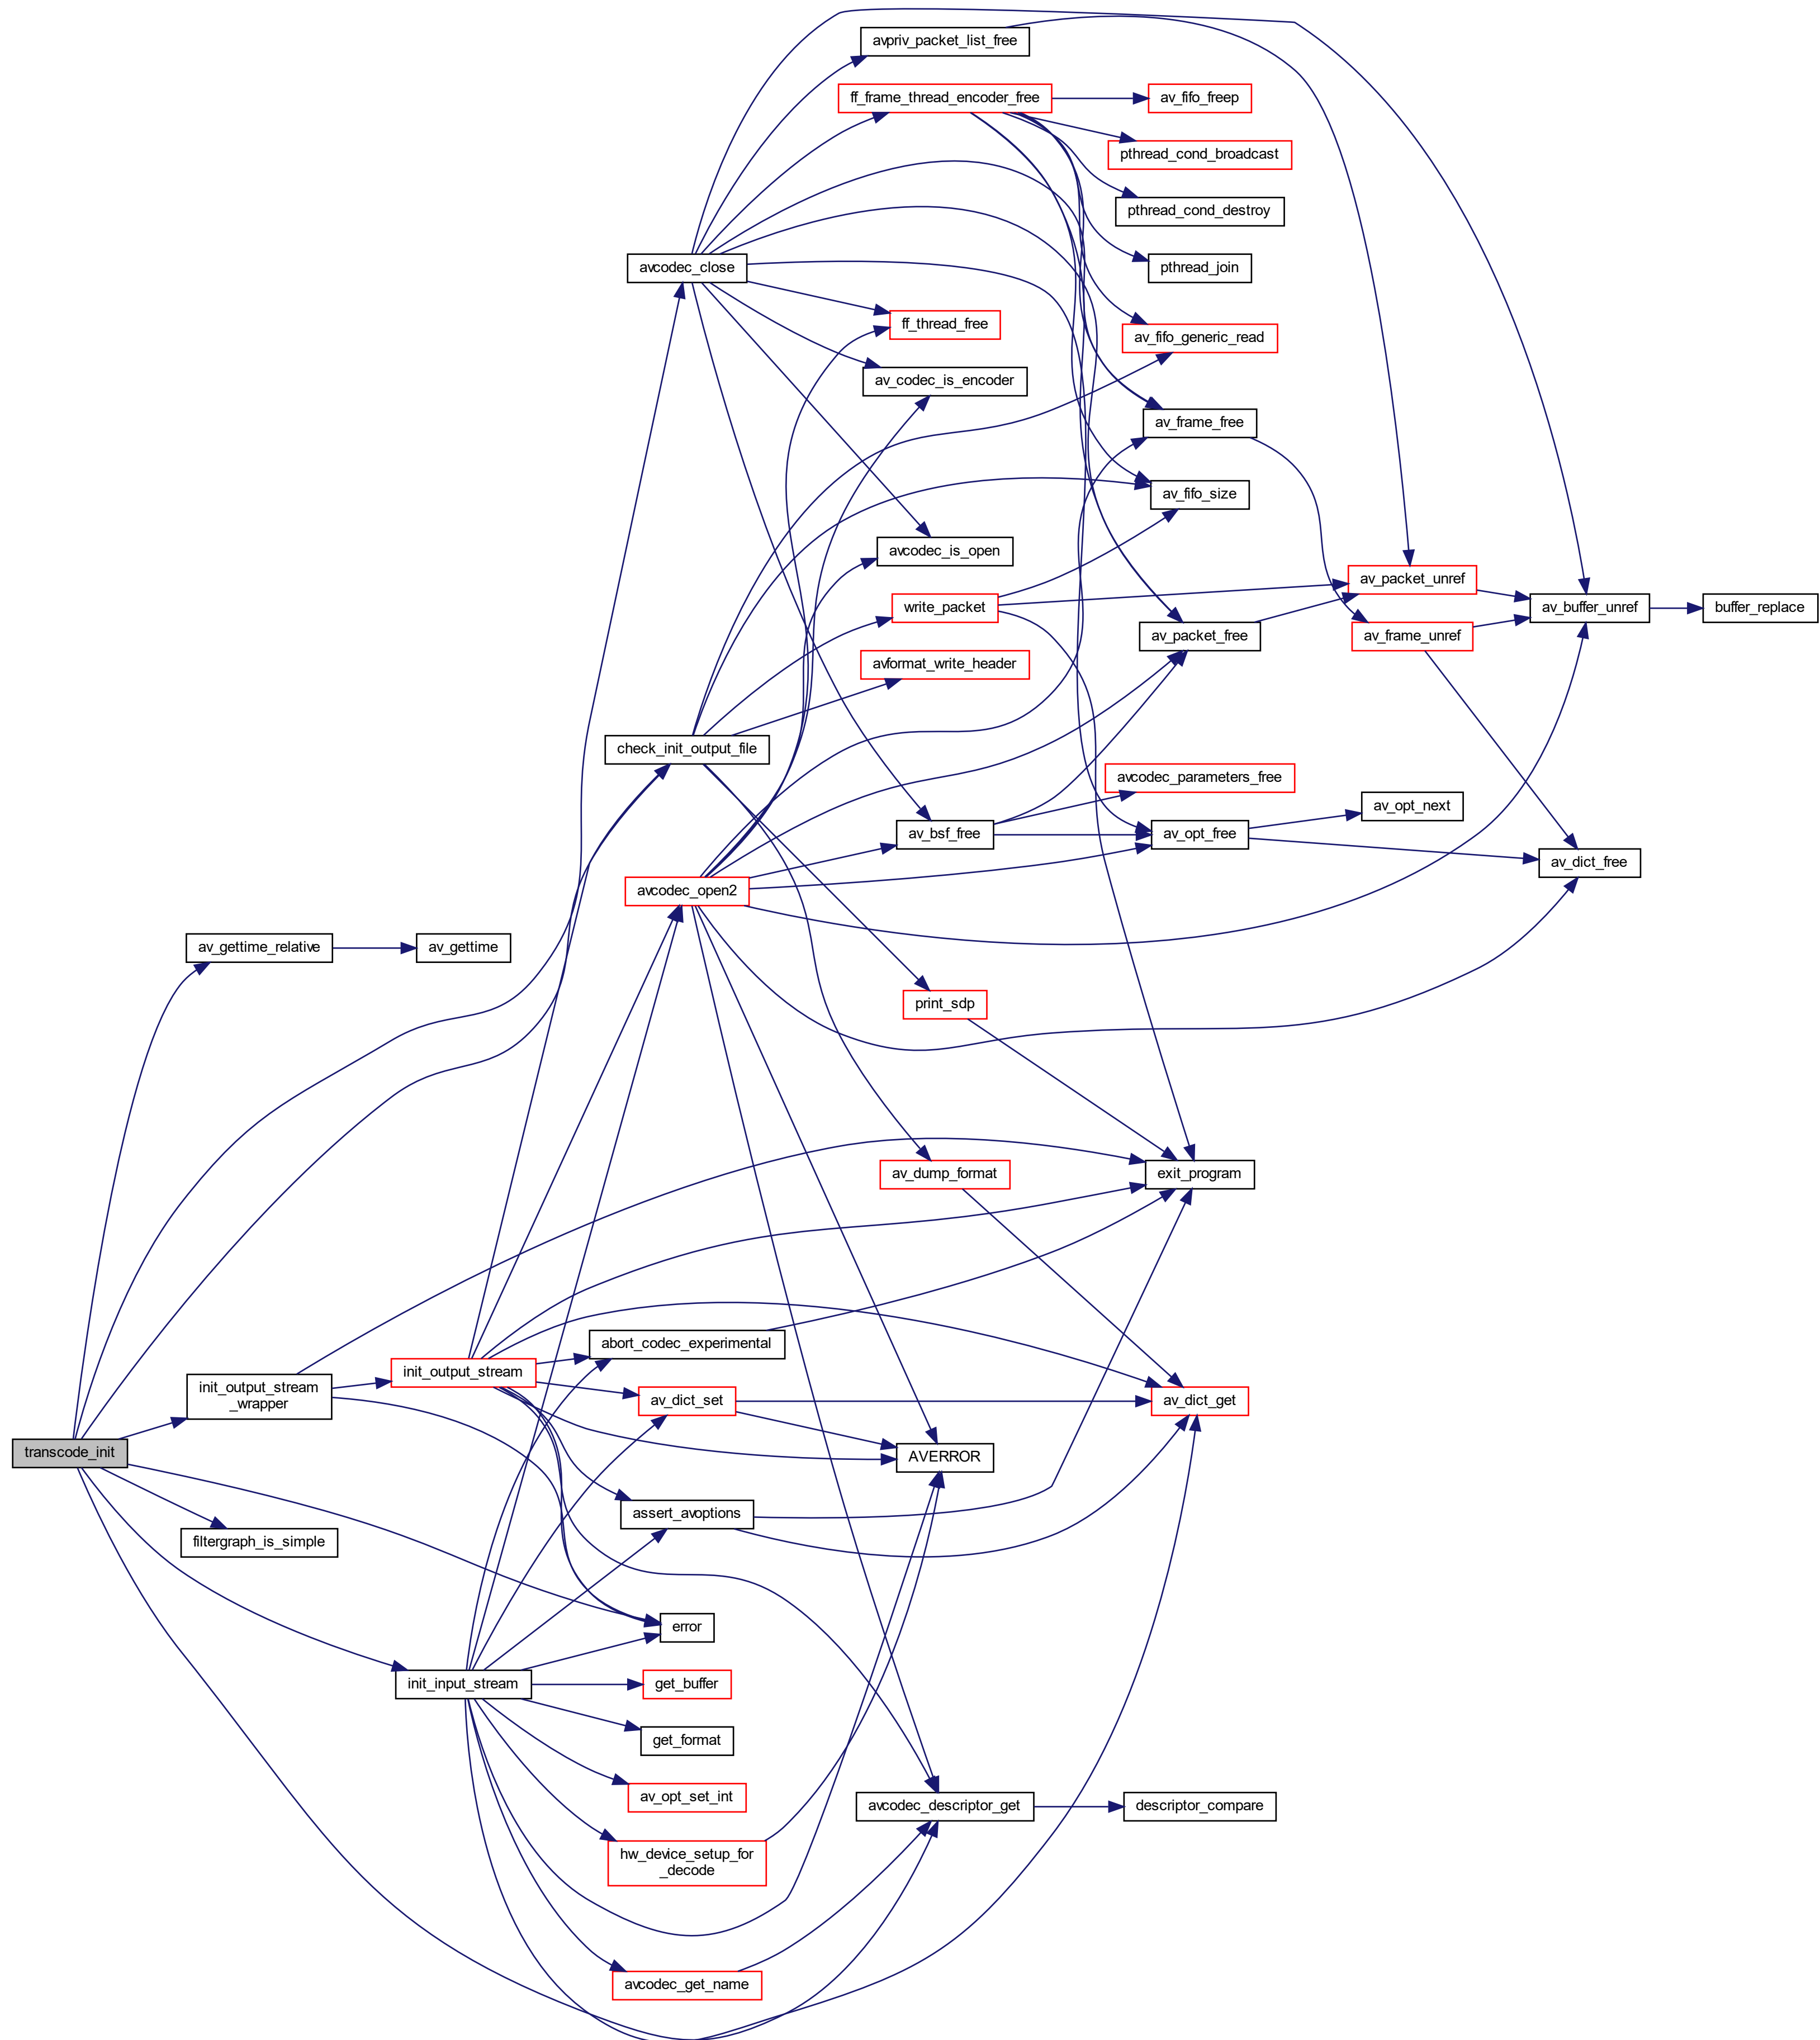 avpriv_packet_list_free
ff_frame_thread_encoder_free
av_fifo_freep
pthread_cond_broadcast
pthread_cond_destroy
avcodec_close
pthread_join
ff_thread_free
av_fifo_generic_read
av_codec_is_encoder
av_frame_free
av_fifo_size
avcodec_is_open
av_packet_unref
write_packet
av_buffer_unref
buffer_replace
av_packet_free
av_frame_unref
avformat_write_header
check_init_output_file
avcodec_parameters_free
av_opt_next
av_bsf_free
av_opt_free
av_dict_free
avcodec_open2
av_gettime_relative
av_gettime
print_sdp
exit_program
av_dump_format
abort_codec_experimental
init_output_stream
init_output_stream
_wrapper
av_dict_set
av_dict_get
transcode_init
AVERROR
assert_avoptions
filtergraph_is_simple
error
init_input_stream
get_buffer
get_format
av_opt_set_int
avcodec_descriptor_get
descriptor_compare
hw_device_setup_for
_decode
avcodec_get_name